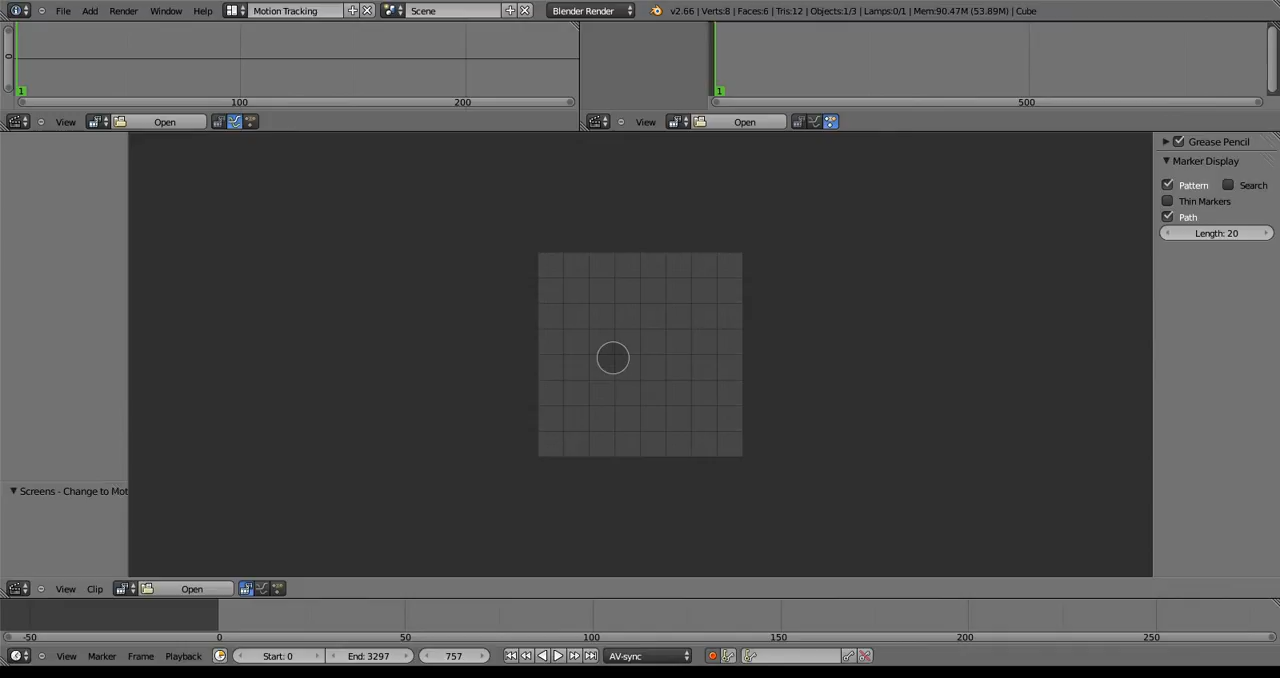 File Add Render Window Help Motion Tracking Scene Blender Render v2.66 | Verts:8 | Faces:6 | Tris:12 | Objects:1/3 | Lamps:0/1 | Mem:90.47M (53.89M) | Cube
1
100 200
1
500
View Open
View Open
Grease Pencil
Marker Display
Pattern Search
Thin Markers
Path
Length: 20
Screens - Change to Mot
View Clip Open
-50 0 50 100 150 200 250
View Marker Frame Playback Start: 0 End: 3297 757 AV-sync